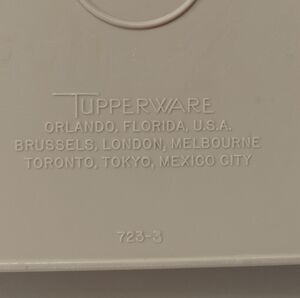 TUPPERWARE
ORLANDO, FLORIDA, U.S.A.
BRUSSELS, LONDON, MELBOURNE
TORONTO, TOKYO, MEXICO CITY
723-3